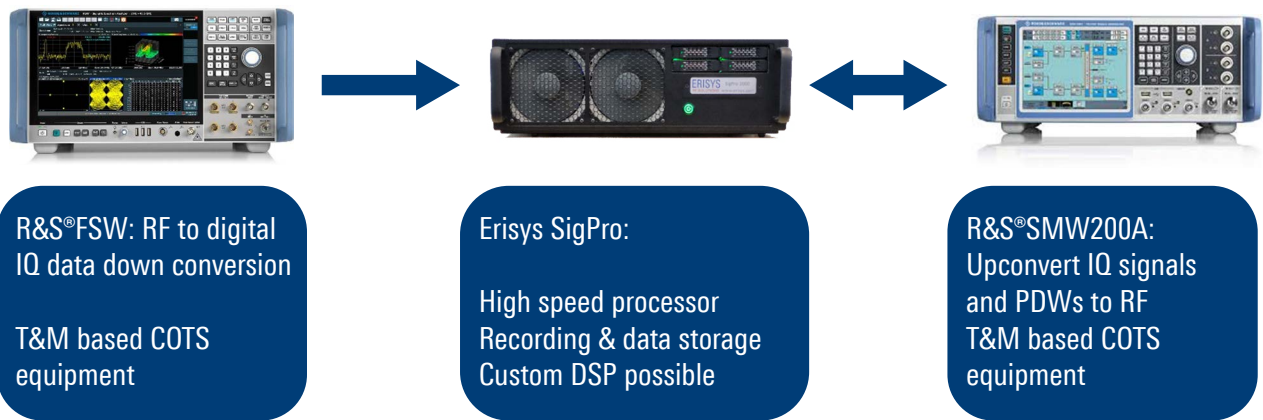 ERISYS
R&S®FSW: RF to digital
IQ data down conversion
T&M based COTS
equipment
Erisys SigPro:
High speed processor
Recording & data storage
Custom DSP possible
R&S®SMW200A:
Upconvert IQ signals
and PDWs to RF
T&M based COTS
equipment